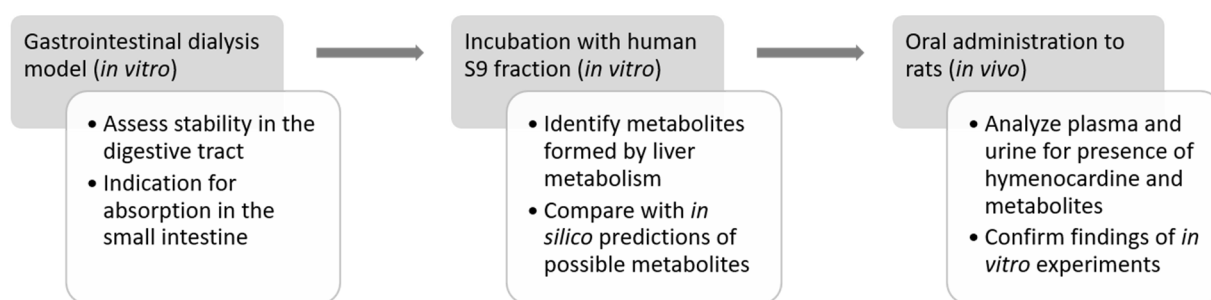 Gastrointestinal dialysis
model (in vitro)
• Assess stability in the
digestive tract
• Indication for
absorption in the
small intestine
Incubation with human
S9 fraction (in vitro)
• Identify metabolites
formed by liver
metabolism
• Compare with in
silico predictions of
possible metabolites
Oral administration to
rats (in vivo)
• Analyze plasma and
urine for presence of
hymenocardine and
metabolites
• Confirm findings of in
vitro experiments